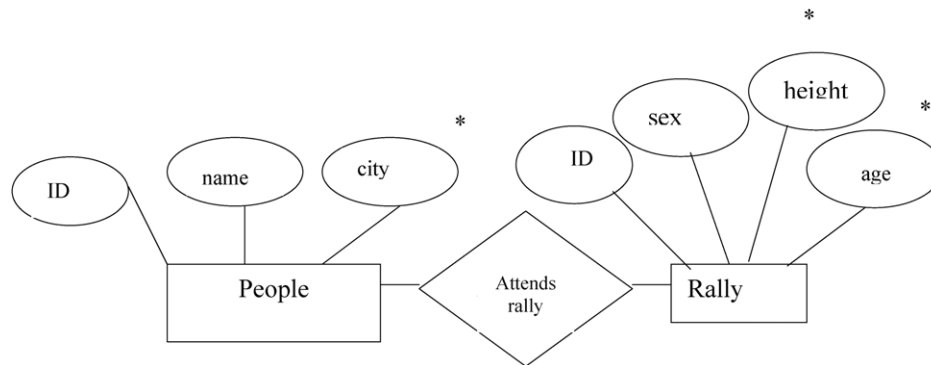 *
height
*
sex
ID
age
*
city
name
ID
People
Attends
rally
Rally